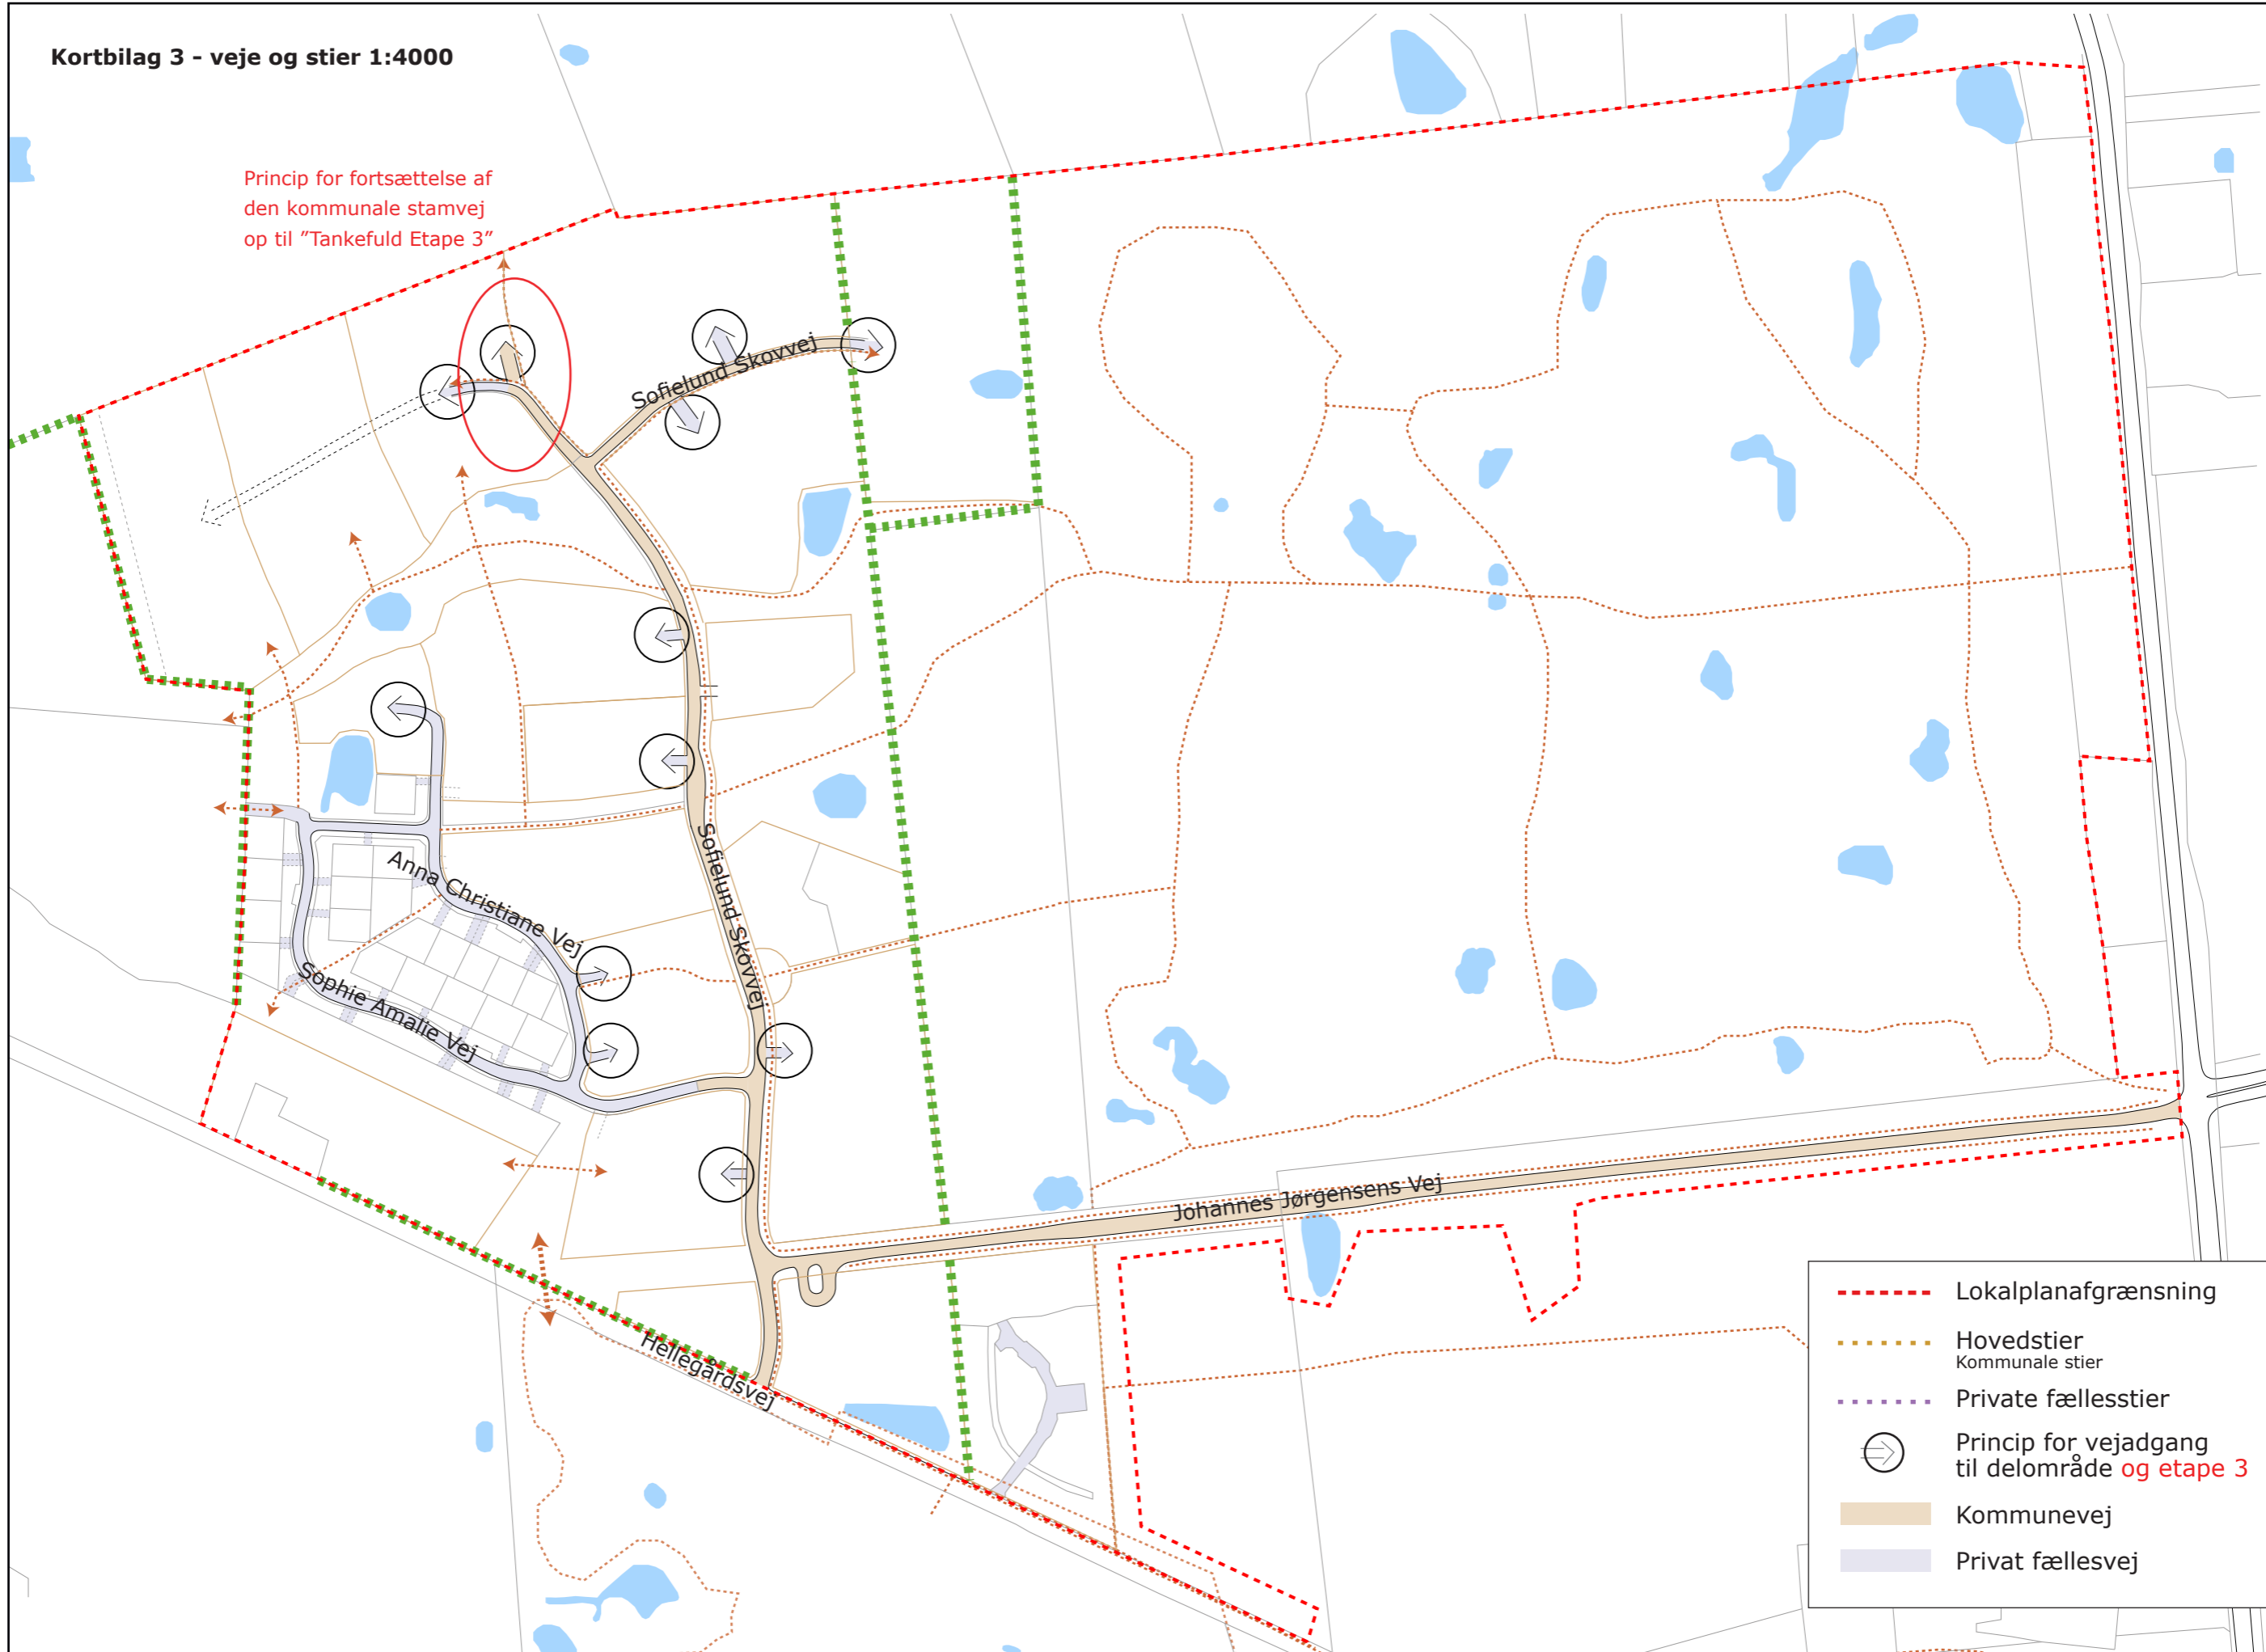 Kortbilag 3 - veje og stier 1:4000
Princip for fortsættelse af
den kommunale stamvej
op til ”Tankefuld Etape 3”
Sofielund Skovvej
Anna Christiane Vej
Sofielund Skovvej
Sophie Amalie Vej
Johannes Jørgensens Vej
Hellegårdsvej
Lokalplanafgrænsning
Hovedstier
Kommunale stier
Private fællesstier
Princip for vejadgang
til delområde og etape 3
Kommunevej
Privat fællesvej